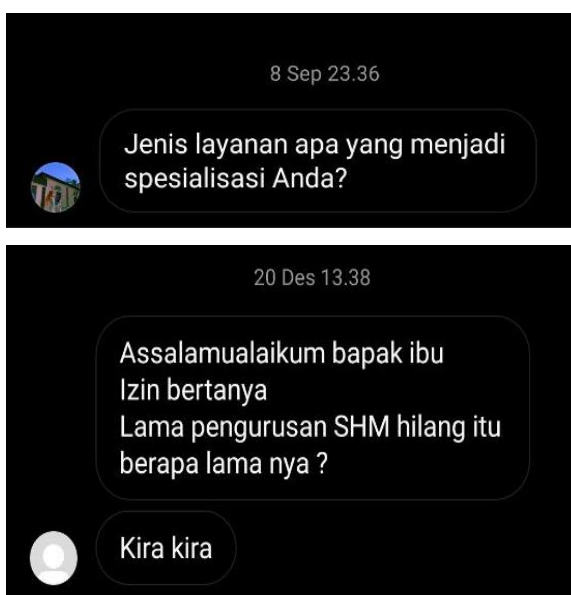 8 Sep 23.36
Jenis layanan apa yang menjadi
spesialisasi Anda?
20 Des 13.38
Assalamualaikum bapak ibu
Izin bertanya
Lama pengurusan SHM hilang itu
berapa lama nya ?
Kira kira